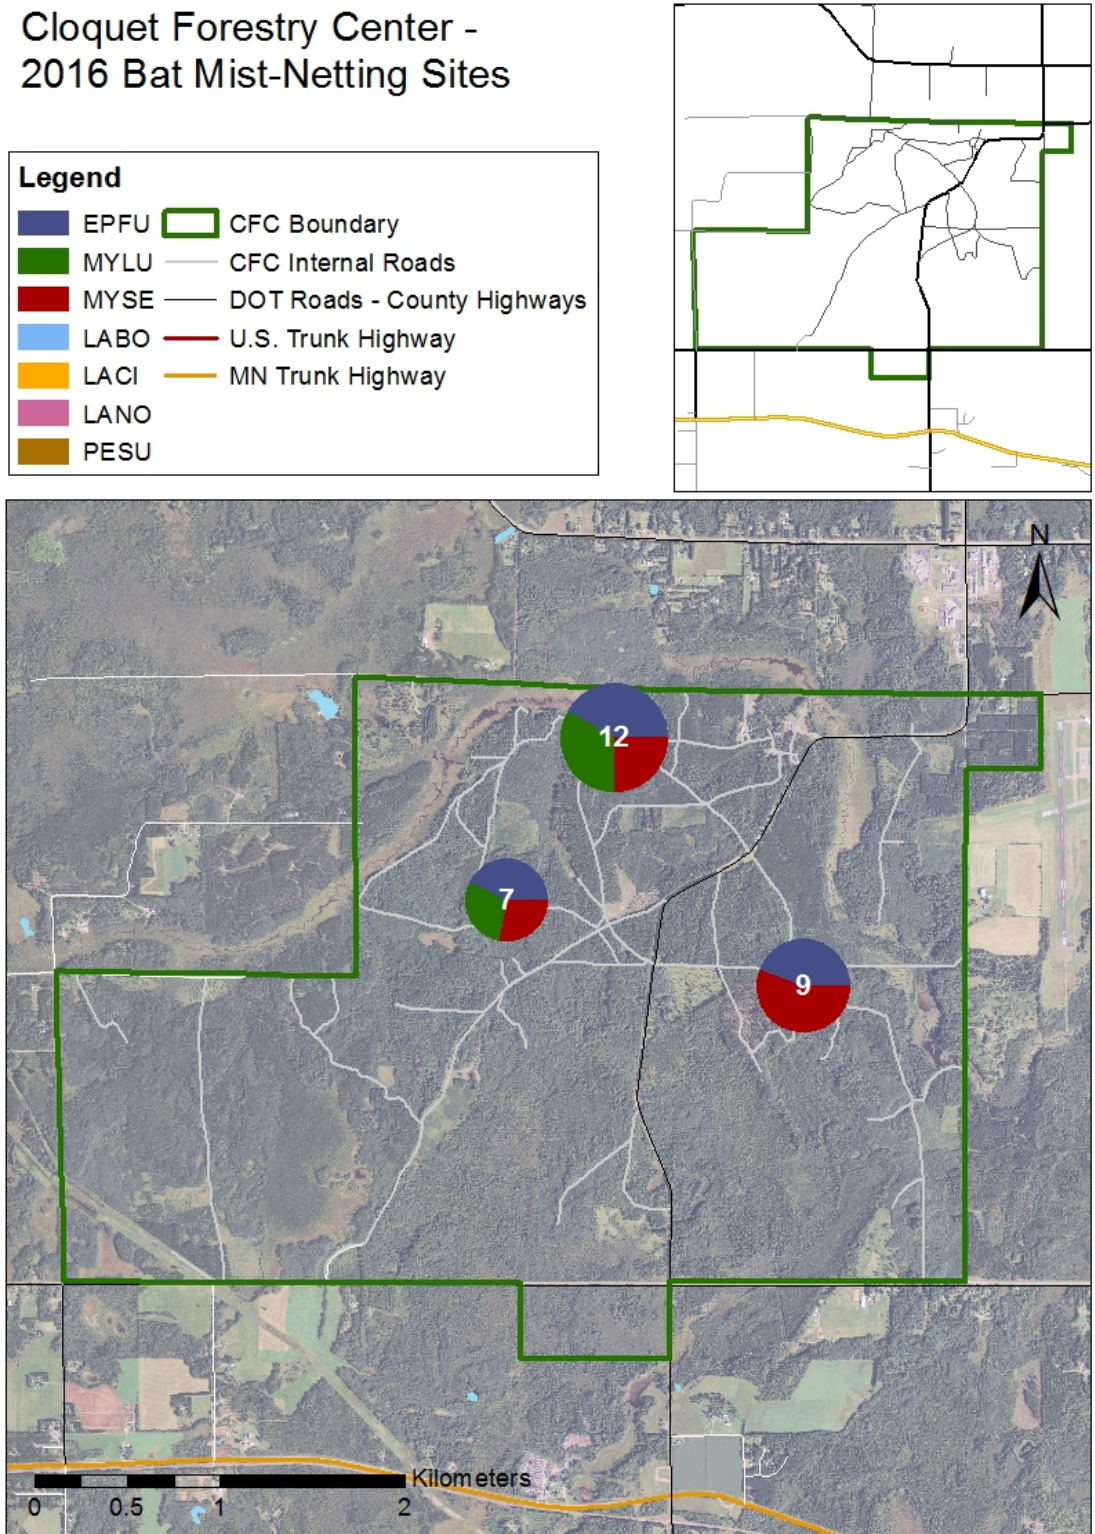 Cloquet Forestry Center -
2016 Bat Mist-Netting Sites
Legend
EPFU
CFC Boundary
MYLU
CFC Internal Roads
MYSE
DOT Roads - County Highways
LABO
U.S. Trunk Highway
LACI
MN Trunk Highway
LANO
PESU
N
12
7
9
Kilometers
0 0.5 1 2